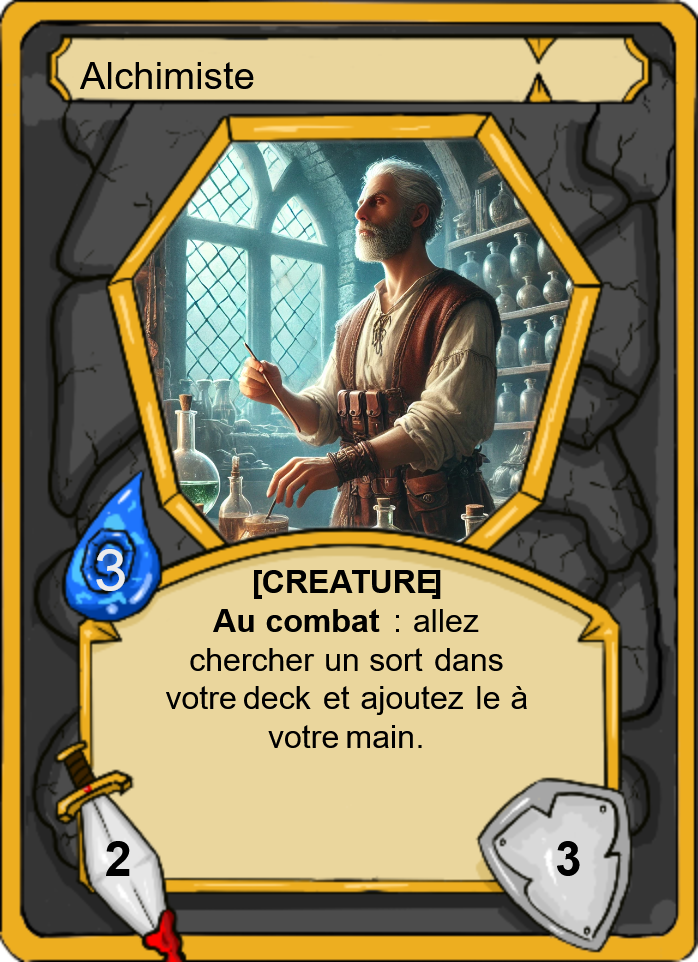 Alchimiste
3
[CREATURE]
Au combat : allez
chercher un sort dans
votre deck et ajoutez le à
votre main.
2
3